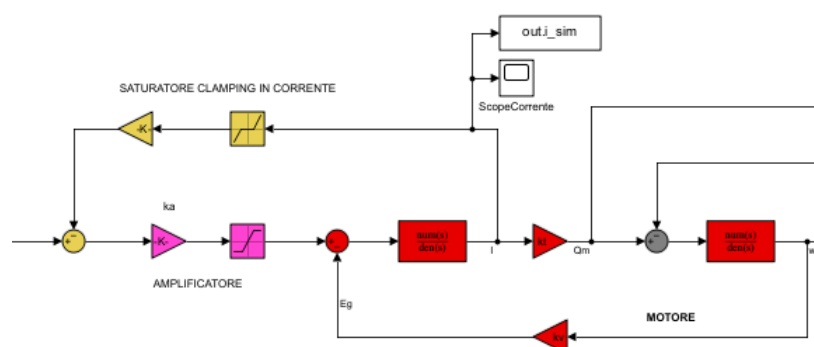 out.i_sim
SATURATORE CLAMPING IN CORRENTE
ScopeCorrente
-K-
ka
-K-
num(s)
den(s)
I
kt
Qm
num(s)
den(s)
w
AMPLIFICATORE
Eg
MOTORE
kv